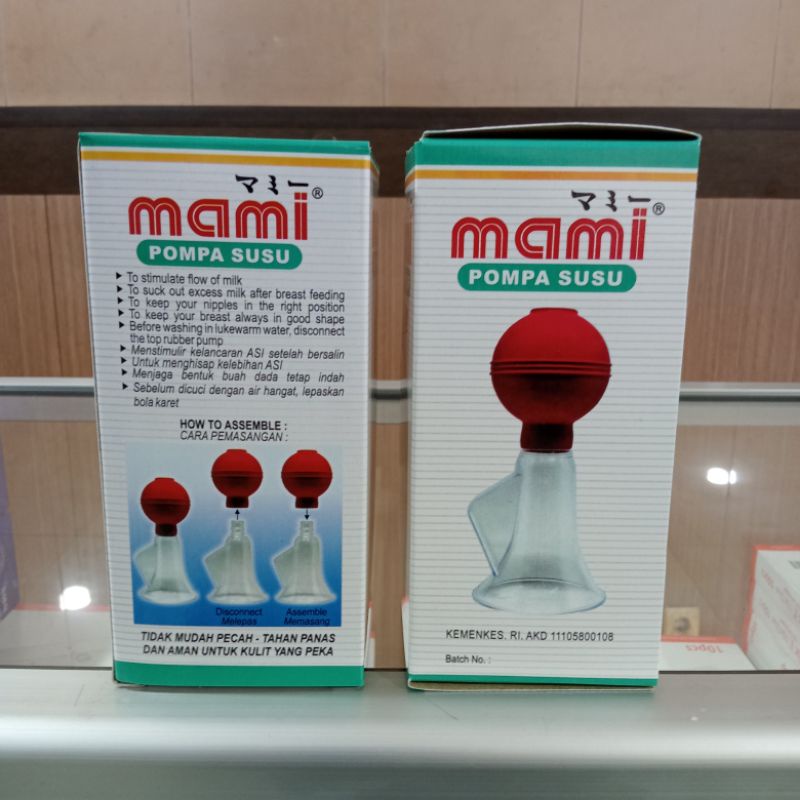 マミー
mami®
POMPA SUSU
▶ To stimulate flow of milk
▶ To suck out excess milk after breast feeding
▶ To keep your nipples in the right position
▶ To keep your breast always in good shape
▶ Before washing in lukewarm water, disconnect
the top rubber pump
▶ Menstimulir kelancaran ASI setelah bersalin
▶ Untuk menghisap kelebihan ASI
▶ Menjaga bentuk buah dada tetap indah
▶ Sebelum dicuci dengan air hangat, lepaskan
bola karet
HOW TO ASSEMBLE :
CARA PEMASANGAN :
Disconnect
Melepas
Assemble
Memasang
TIDAK MUDAH PECAH - TAHAN PANAS
DAN AMAN UNTUK KULIT YANG PEKA
マミー
mami®
POMPA SUSU
KEMENKES. RI. AKD 11105800108
Batch No. :
10pcs